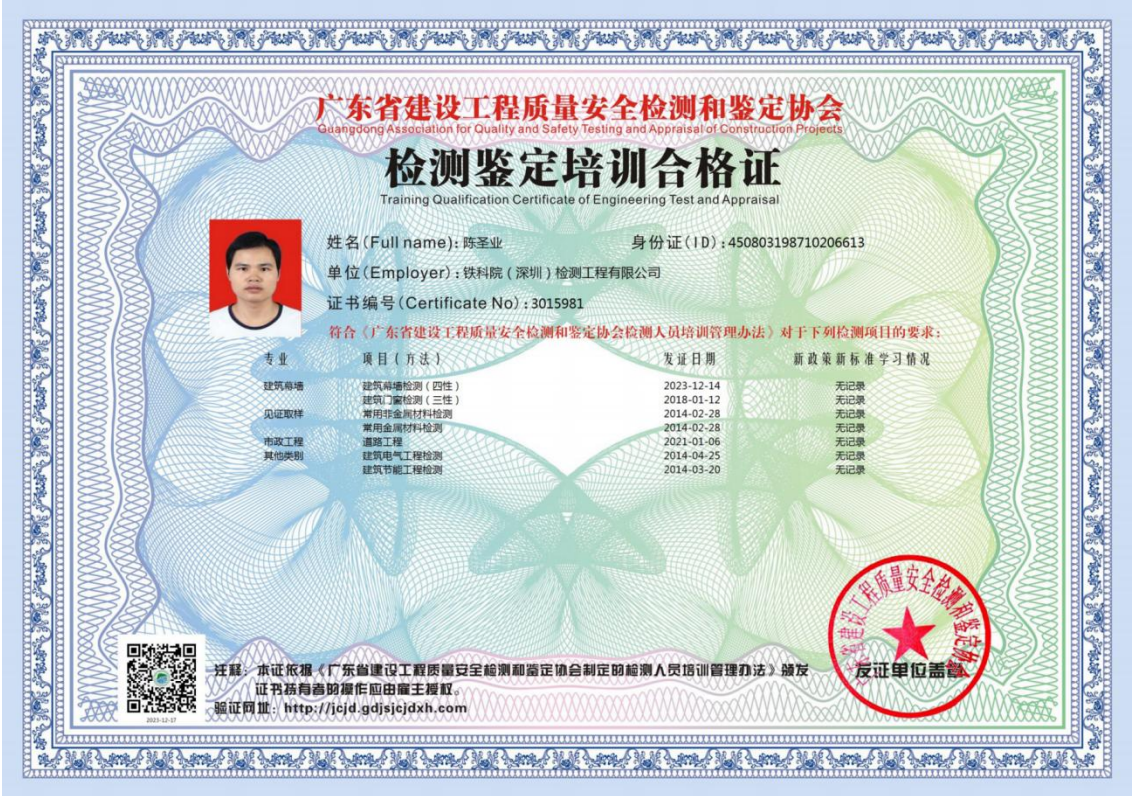 广东省建设工程质量安全检测和鉴定协会
Guangdong Association for Quality and Safety Testing and Appraisal of Construction Projects
检测鉴定培训合格证
Training Qualification Certificate of Engineering Test and Appraisal
姓名(Full name): 陈圣业 身份证(ID): 450803198710206613
单位(Employer): 铁科院（深圳）检测工程有限公司
证书编号(Certificate No): 3015981
符合《广东省建设工程质量安全检测和鉴定协会检测人员培训管理办法》对于下列检测项目的要求:
专业 项目(方法) 发证日期 新政策新标准学习情况
建筑幕墙 建筑幕墙检测（四性） 2023-12-14 无记录
建筑门窗检测（三性） 2018-01-12 无记录
见证取样 常用非金属材料检测 2014-02-28 无记录
常用金属材料检测 2014-02-28 无记录
市政工程 道路工程 2021-01-06 无记录
其他类别 建筑电气工程检测 2014-04-25 无记录
建筑节能工程检测 2014-03-20 无记录
广东省建设工程质量安全检测和鉴定协会
发证单位盖章
注释: 本证依据《广东省建设工程质量安全检测和鉴定协会制定的检测人员培训管理办法》颁发
证书持有者的操作应由雇主授权.
验证网址: http://jcjd.gdjsjcjdxh.com
2023-12-17